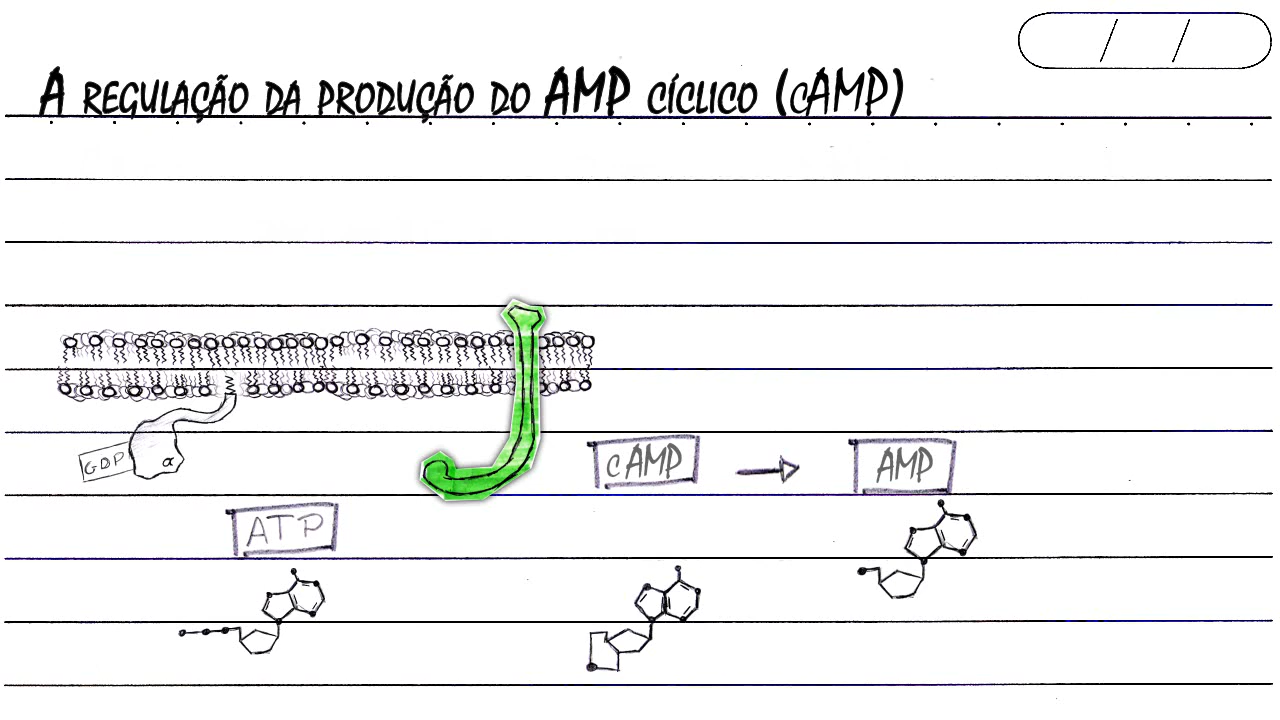 A REGULAÇÃO DA PRODUÇÃO DO AMP CÍCLICO (cAMP)
GDP α
cAMP
AMP
ATP